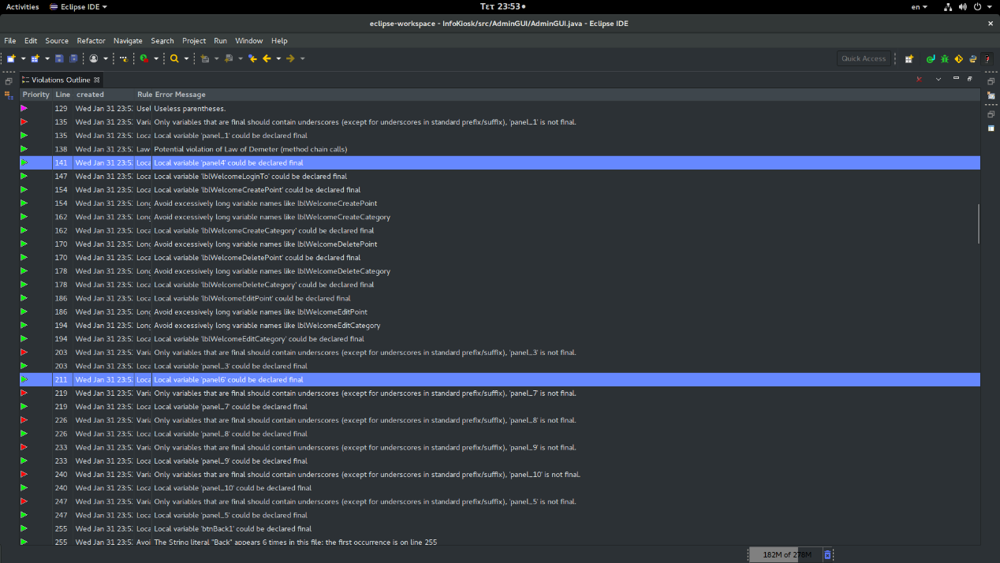 Activities Eclipse IDE Τετ 23:53 en
eclipse-workspace - InfoKiosk/src/AdminGUI/AdminGUI.java - Eclipse IDE
File Edit Source Refactor Navigate Search Project Run Window Help
Quick Access
Violations Outline
Priority Line created Rule Error Message
129 Wed Jan 31 23:5 Usel Useless parentheses.
135 Wed Jan 31 23:5 Varia Only variables that are final should contain underscores (except for underscores in standard prefix/suffix), 'panel_1' is not final.
135 Wed Jan 31 23:5 Loca Local variable 'panel_1' could be declared final
138 Wed Jan 31 23:5 Law Potential violation of Law of Demeter (method chain calls)
141 Wed Jan 31 23:5 Loca Local variable 'panel4' could be declared final
147 Wed Jan 31 23:5 Loca Local variable 'lblWelcomeLoginTo' could be declared final
154 Wed Jan 31 23:5 Loca Local variable 'lblWelcomeCreatePoint' could be declared final
154 Wed Jan 31 23:5 Long Avoid excessively long variable names like lblWelcomeCreatePoint
162 Wed Jan 31 23:5 Long Avoid excessively long variable names like lblWelcomeCreateCategory
162 Wed Jan 31 23:5 Loca Local variable 'lblWelcomeCreateCategory' could be declared final
170 Wed Jan 31 23:5 Long Avoid excessively long variable names like lblWelcomeDeletePoint
170 Wed Jan 31 23:5 Loca Local variable 'lblWelcomeDeletePoint' could be declared final
178 Wed Jan 31 23:5 Long Avoid excessively long variable names like lblWelcomeDeleteCategory
178 Wed Jan 31 23:5 Loca Local variable 'lblWelcomeDeleteCategory' could be declared final
186 Wed Jan 31 23:5 Loca Local variable 'lblWelcomeEditPoint' could be declared final
186 Wed Jan 31 23:5 Long Avoid excessively long variable names like lblWelcomeEditPoint
194 Wed Jan 31 23:5 Long Avoid excessively long variable names like lblWelcomeEditCategory
194 Wed Jan 31 23:5 Loca Local variable 'lblWelcomeEditCategory' could be declared final
203 Wed Jan 31 23:5 Varia Only variables that are final should contain underscores (except for underscores in standard prefix/suffix), 'panel_3' is not final.
203 Wed Jan 31 23:5 Loca Local variable 'panel_3' could be declared final
211 Wed Jan 31 23:5 Loca Local variable 'panel6' could be declared final
219 Wed Jan 31 23:5 Varia Only variables that are final should contain underscores (except for underscores in standard prefix/suffix), 'panel_7' is not final.
219 Wed Jan 31 23:5 Loca Local variable 'panel_7' could be declared final
226 Wed Jan 31 23:5 Varia Only variables that are final should contain underscores (except for underscores in standard prefix/suffix), 'panel_8' is not final.
226 Wed Jan 31 23:5 Loca Local variable 'panel_8' could be declared final
233 Wed Jan 31 23:5 Varia Only variables that are final should contain underscores (except for underscores in standard prefix/suffix), 'panel_9' is not final.
233 Wed Jan 31 23:5 Loca Local variable 'panel_9' could be declared final
240 Wed Jan 31 23:5 Varia Only variables that are final should contain underscores (except for underscores in standard prefix/suffix), 'panel_10' is not final.
240 Wed Jan 31 23:5 Loca Local variable 'panel_10' could be declared final
247 Wed Jan 31 23:5 Varia Only variables that are final should contain underscores (except for underscores in standard prefix/suffix), 'panel_5' is not final.
247 Wed Jan 31 23:5 Loca Local variable 'panel_5' could be declared final
255 Wed Jan 31 23:5 Loca Local variable 'btnBack1' could be declared final
255 Wed Jan 31 23:5 Avoi The String literal "Back" appears 6 times in this file; the first occurrence is on line 255
182M of 278M